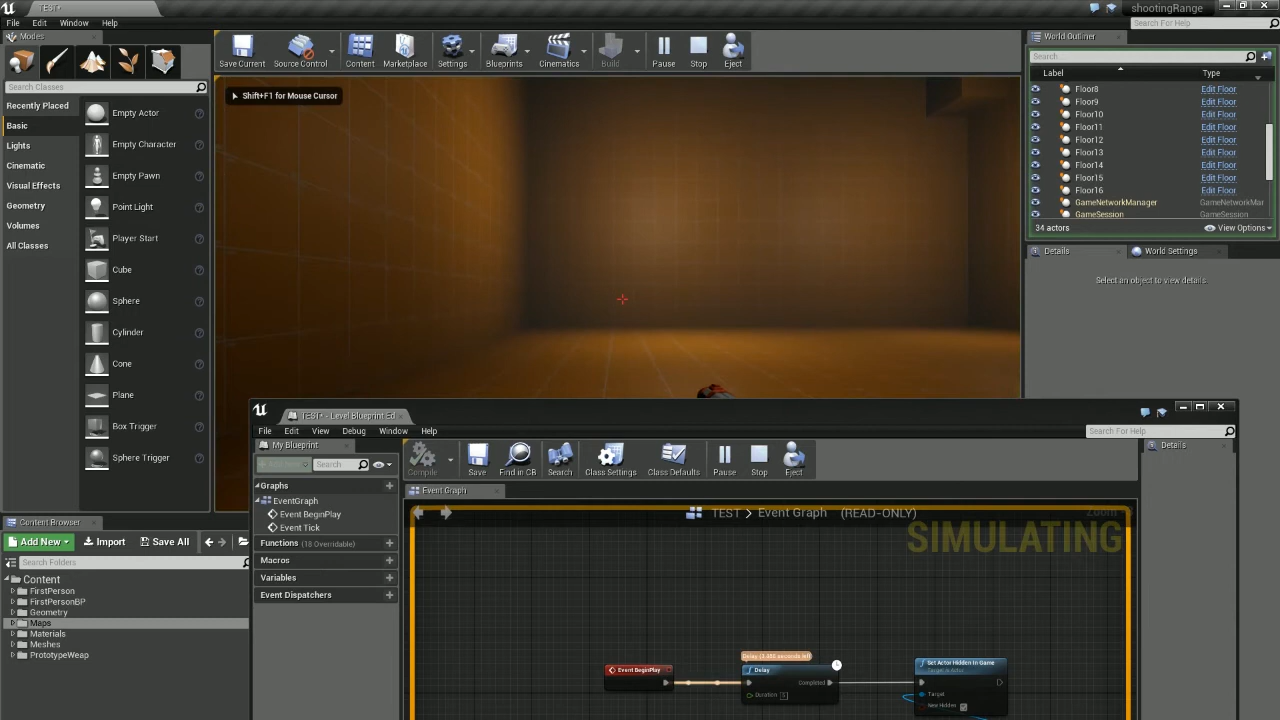 TEST*
shootingRange
File Edit Window Help
Search For Help
Modes
Save Current
Source Control
Content
Marketplace
Settings
Blueprints
Cinematics
Build
Pause
Stop
Eject
World Outliner
Search
Label Type
Search Classes
Recently Played
Basic
Lights
Cinematic
Visual Effects
Geometry
Volumes
All Classes
Empty Actor
Empty Character
Empty Pawn
Point Light
Player Start
Cube
Sphere
Cylinder
Cone
Plane
Box Trigger
Sphere Trigger
Shift+F1 for Mouse Cursor
Floor8 Edit Floor
Floor9 Edit Floor
Floor10 Edit Floor
Floor11 Edit Floor
Floor12 Edit Floor
Floor13 Edit Floor
Floor14 Edit Floor
Floor15 Edit Floor
Floor16 Edit Floor
GameNetworkManager GameNetworkMar
GameSession GameSession
34 actors View Options
Details World Settings
Select an object to view details.
TEST* - Level Blueprint Ed
File Edit View Debug Window Help
Search For Help
My Blueprint
Search
Compile
Save
Find in CB
Search
Class Settings
Class Defaults
Pause
Stop
Eject
Details
Graphs
EventGraph
Event BeginPlay
Event Tick
Functions (18 Overridable)
Macros
Variables
Event Dispatchers
Event Graph
TEST > Event Graph (READ-ONLY)
Zoom
SIMULATING
Event BeginPlay
Delay
Completed
Duration
Set Actor Hidden In Game
Target is Actor
Target
New Hidden
Content Browser
Add New Import Save All
Search Folders
Content
FirstPerson
FirstPersonBP
Geometry
Maps
Materials
Meshes
PrototypeWeap